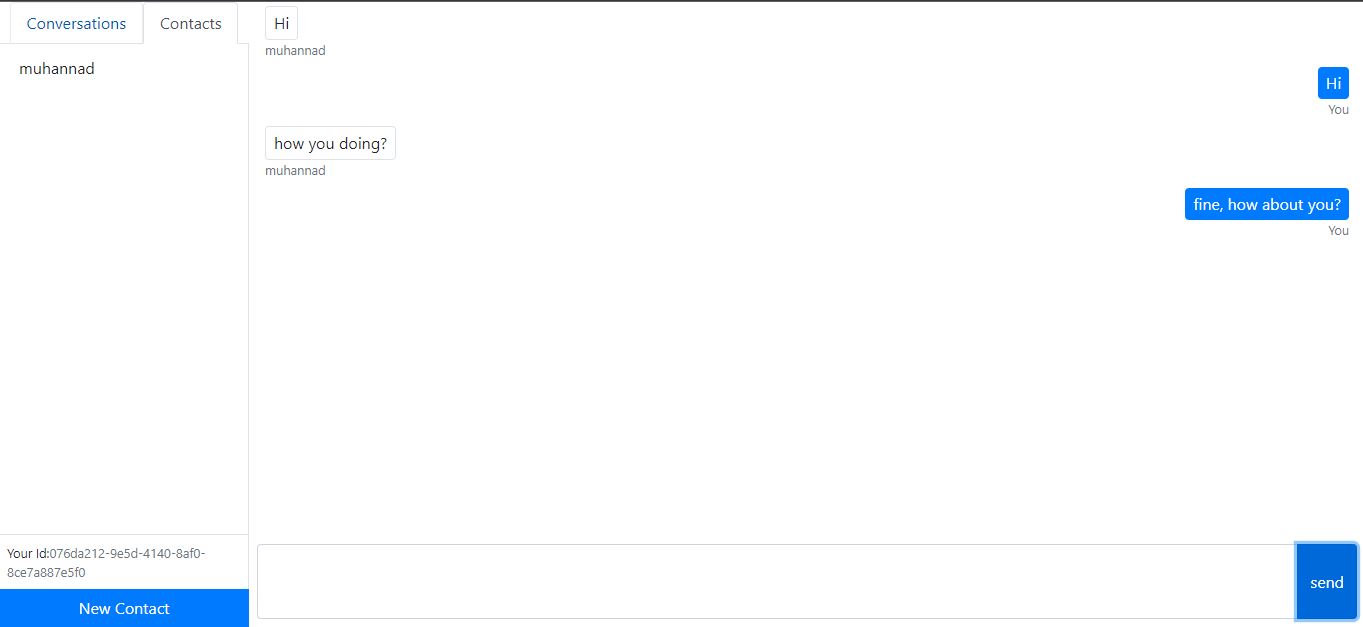 Conversations
Contacts
muhannad
Your Id:076da212-9e5d-4140-8af0-
8ce7a887e5f0
New Contact
Hi
muhannad
Hi
You
how you doing?
muhannad
fine, how about you?
You
send